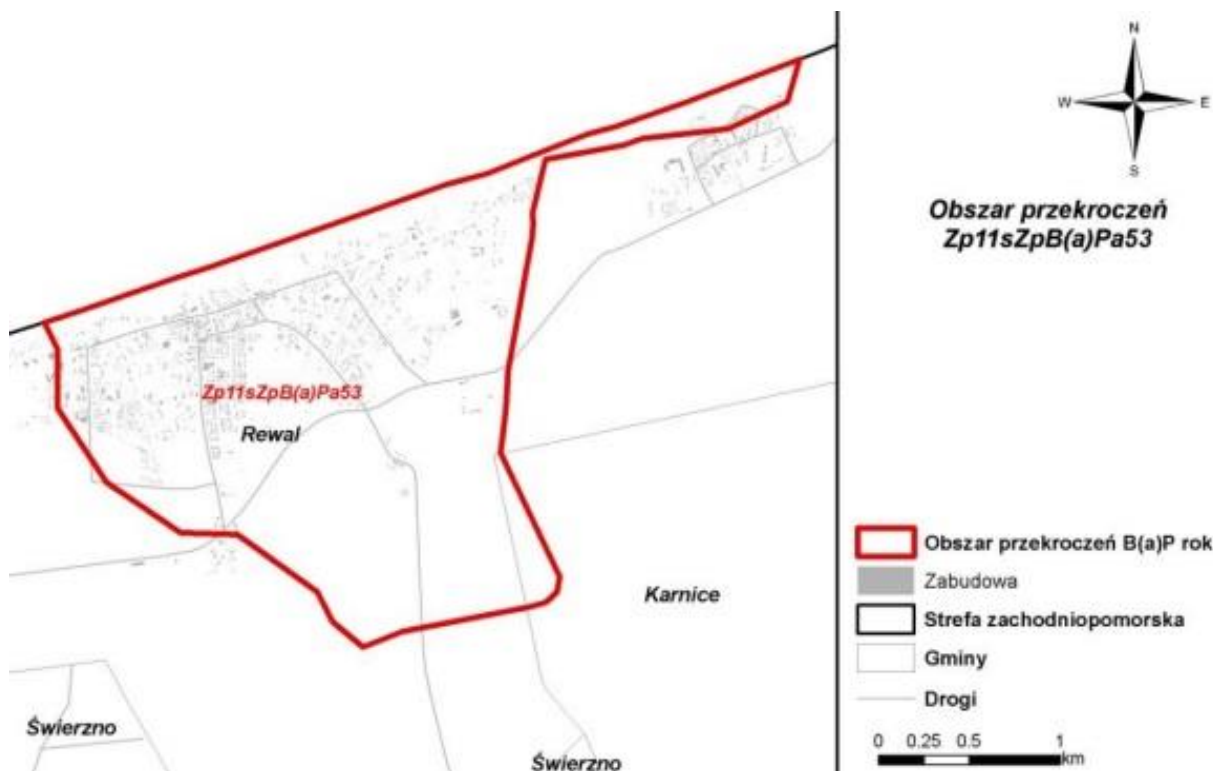 N
W E
S
Obszar przekroczeń
Zp11sZpB(a)Pa53
Zp11sZpB(a)Pa53
Rewal
Karnice
Świerzno
Świerzno
Obszar przekroczeń B(a)P rok
Zabudowa
Strefa zachodniopomorska
Gminy
Drogi
0 0.25 0.5 1
km